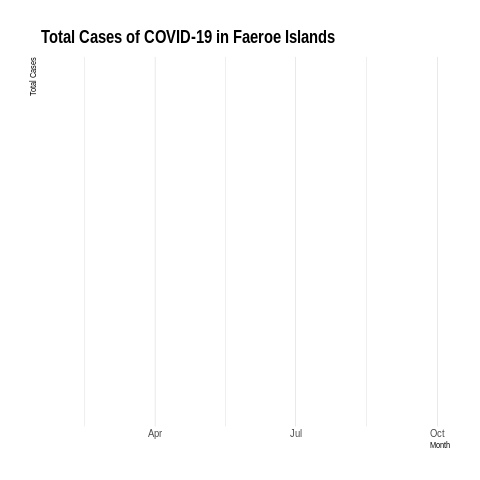 Total Cases of COVID-19 in Faeroe Islands
Total Cases
Apr Jul Oct
Month